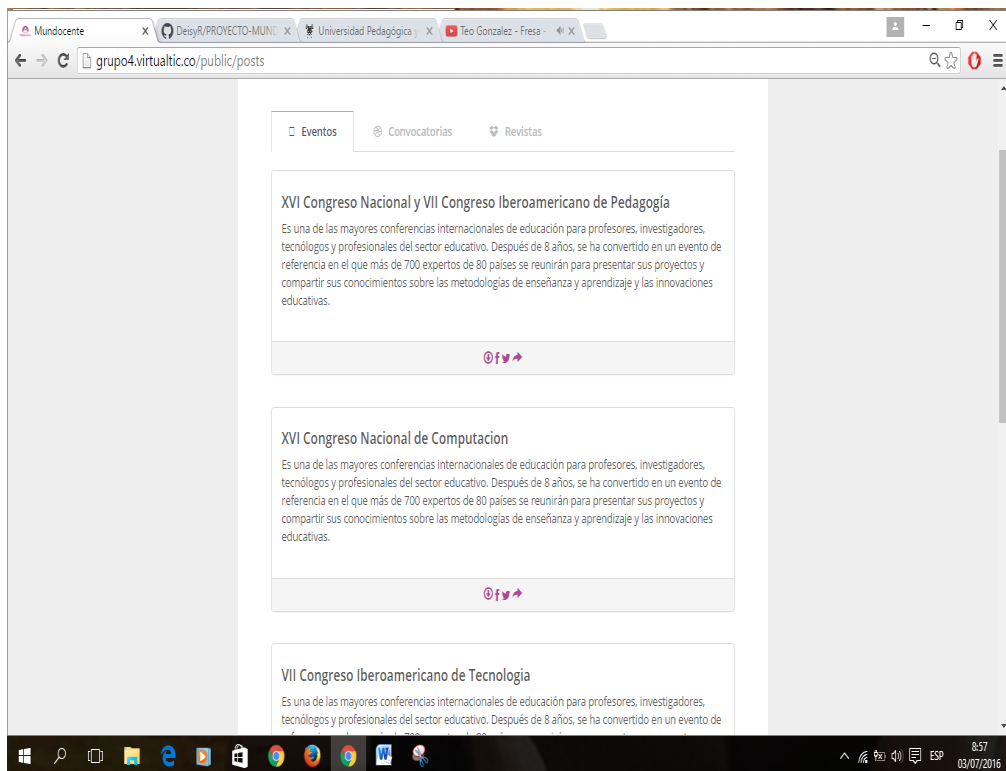 Mundocente
DeisyR/PROYECTO-MUN
Universidad Pedagógica y
Teo Gonzalez - Fresa -
grupo4.virtualtic.co/public/posts
Eventos
Convocatorias
Revistas
XVI Congreso Nacional y VII Congreso Iberoamericano de Pedagogía
Es una de las mayores conferencias internacionales de educación para profesores, investigadores,
tecnólogos y profesionales del sector educativo. Después de 8 años, se ha convertido en un evento de
referencia en el que más de 700 expertos de 80 países se reunirán para presentar sus proyectos y
compartir sus conocimientos sobre las metodologías de enseñanza y aprendizaje y las innovaciones
educativas.
XVI Congreso Nacional de Computacion
Es una de las mayores conferencias internacionales de educación para profesores, investigadores,
tecnólogos y profesionales del sector educativo. Después de 8 años, se ha convertido en un evento de
referencia en el que más de 700 expertos de 80 países se reunirán para presentar sus proyectos y
compartir sus conocimientos sobre las metodologías de enseñanza y aprendizaje y las innovaciones
educativas.
VII Congreso Iberoamericano de Tecnologia
Es una de las mayores conferencias internacionales de educación para profesores, investigadores,
tecnólogos y profesionales del sector educativo. Después de 8 años, se ha convertido en un evento de
ESP
8:57
03/07/2016